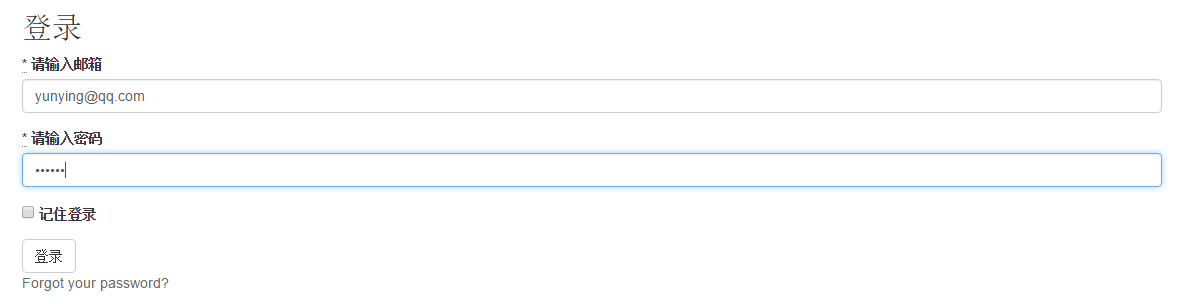 登录
* 请输入邮箱
yunying@qq.com
* 请输入密码
••••••
记住登录
登录
Forgot your password?